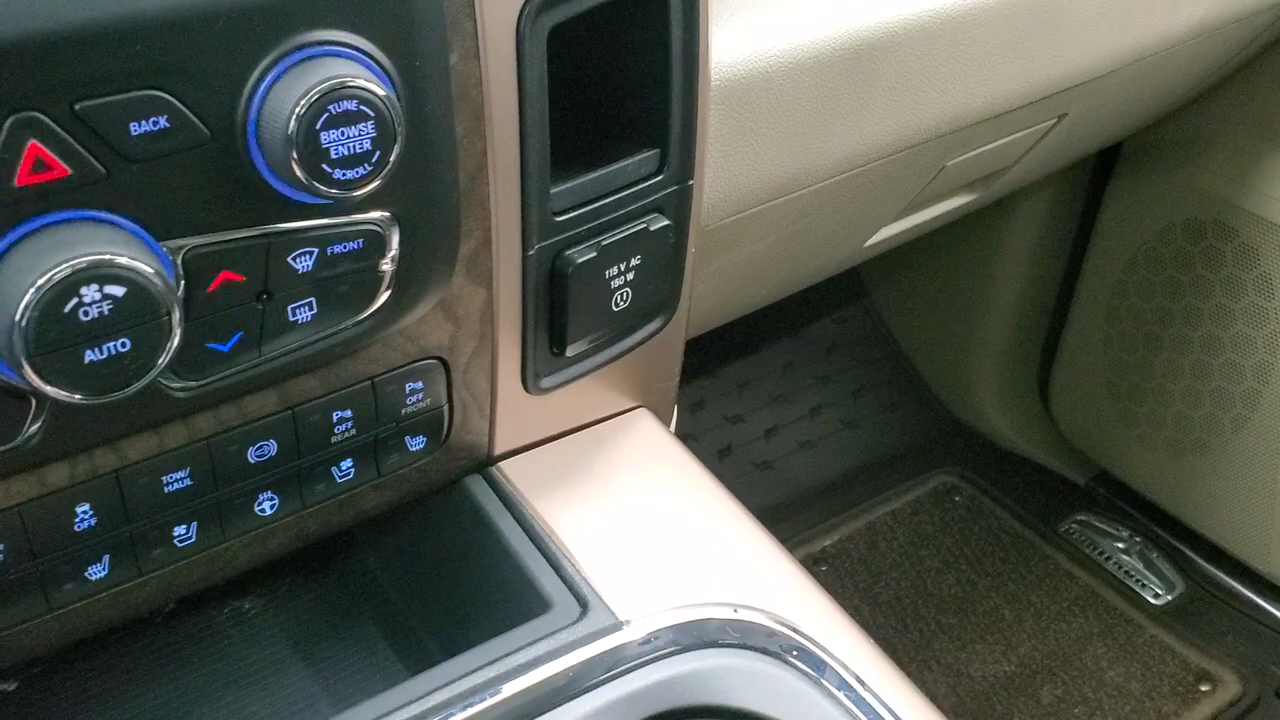 BACK
TUNE
BROWSE
ENTER
SCROLL
OFF
AUTO
FRONT
115 V AC
150 W
P
OFF
FRONT
P
OFF
REAR
TOW/
HAUL
OFF